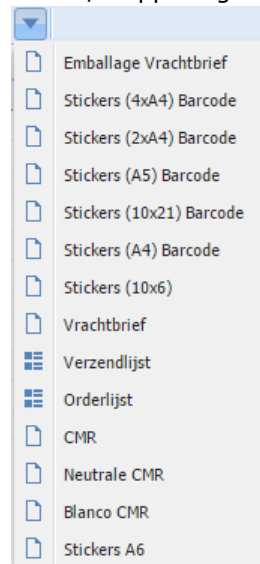 Emballage Vrachtbrief
Stickers (4xA4) Barcode
Stickers (2xA4) Barcode
Stickers (A5) Barcode
Stickers (10x21) Barcode
Stickers (A4) Barcode
Stickers (10x6)
Vrachtbrief
Verzendlijst
Orderlijst
CMR
Neutrale CMR
Blanco CMR
Stickers A6